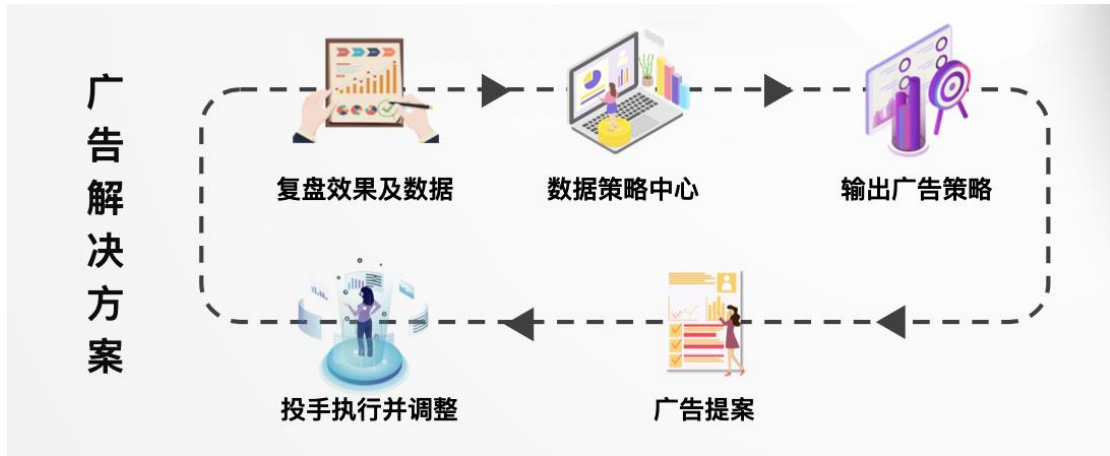 广告解决方案
复盘效果及数据
数据策略中心
输出广告策略
投手执行并调整
广告提案